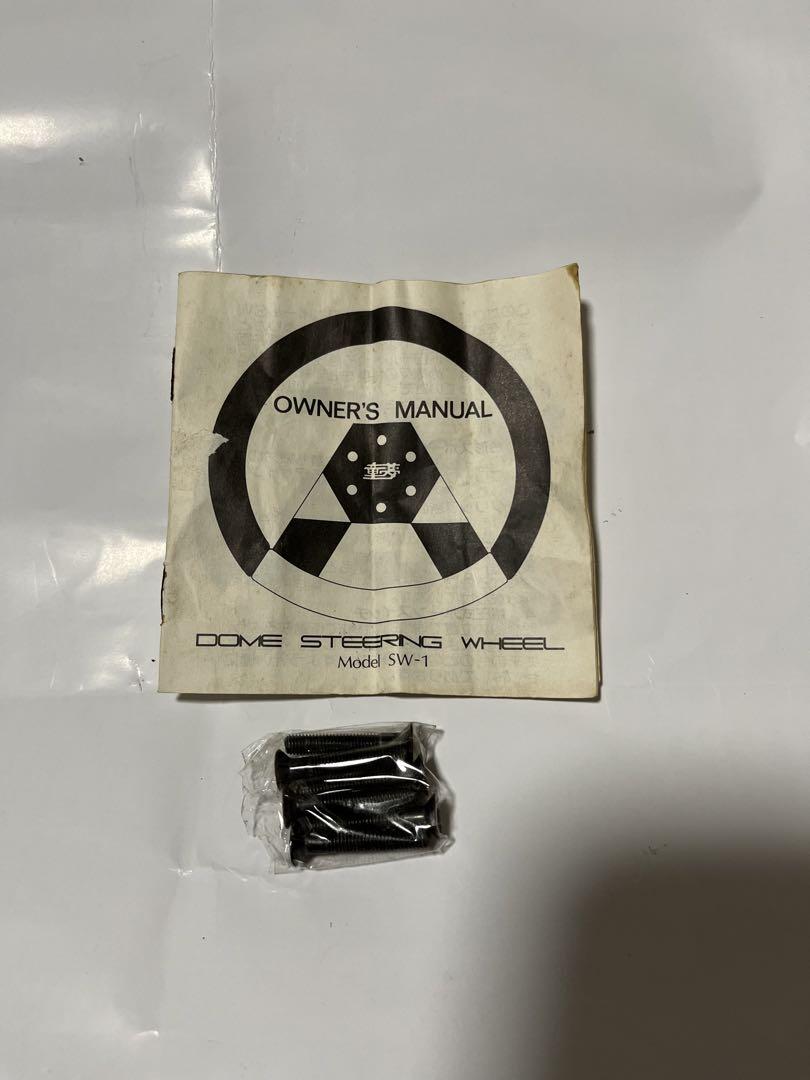 OWNER'S MANUAL
童夢
DOME STEERING WHEEL
Model SW-1